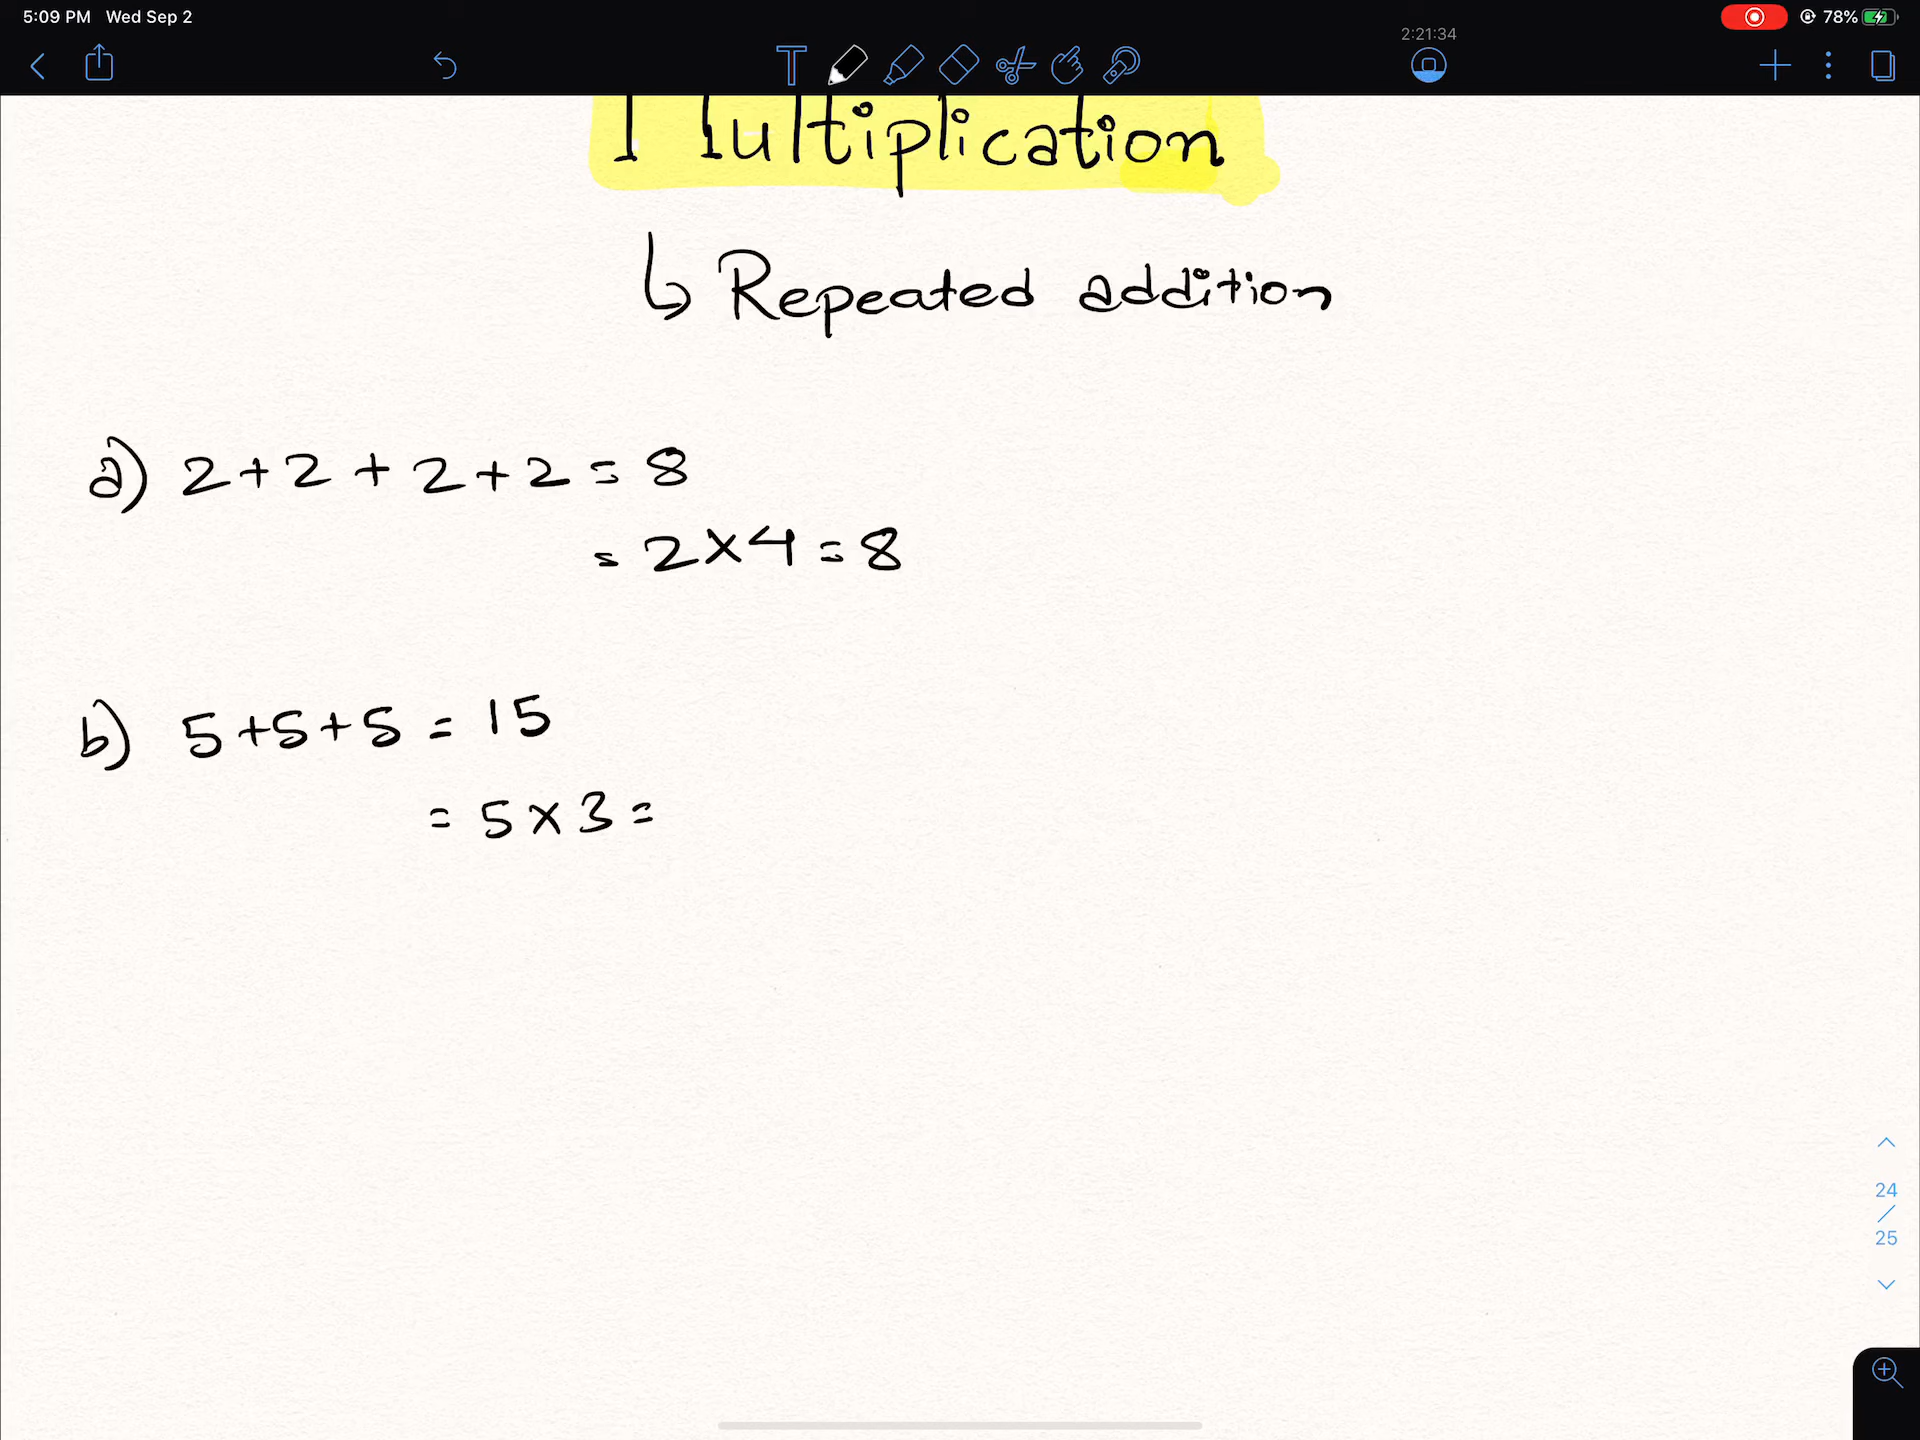 5:09 PM Wed Sep 2
78%
2:21:34
Multiplication
↳ Repeated addition
a) 2+2+2+2 = 8
= 2×4 = 8
b) 5+5+5 = 15
= 5×3 =
24
/
25